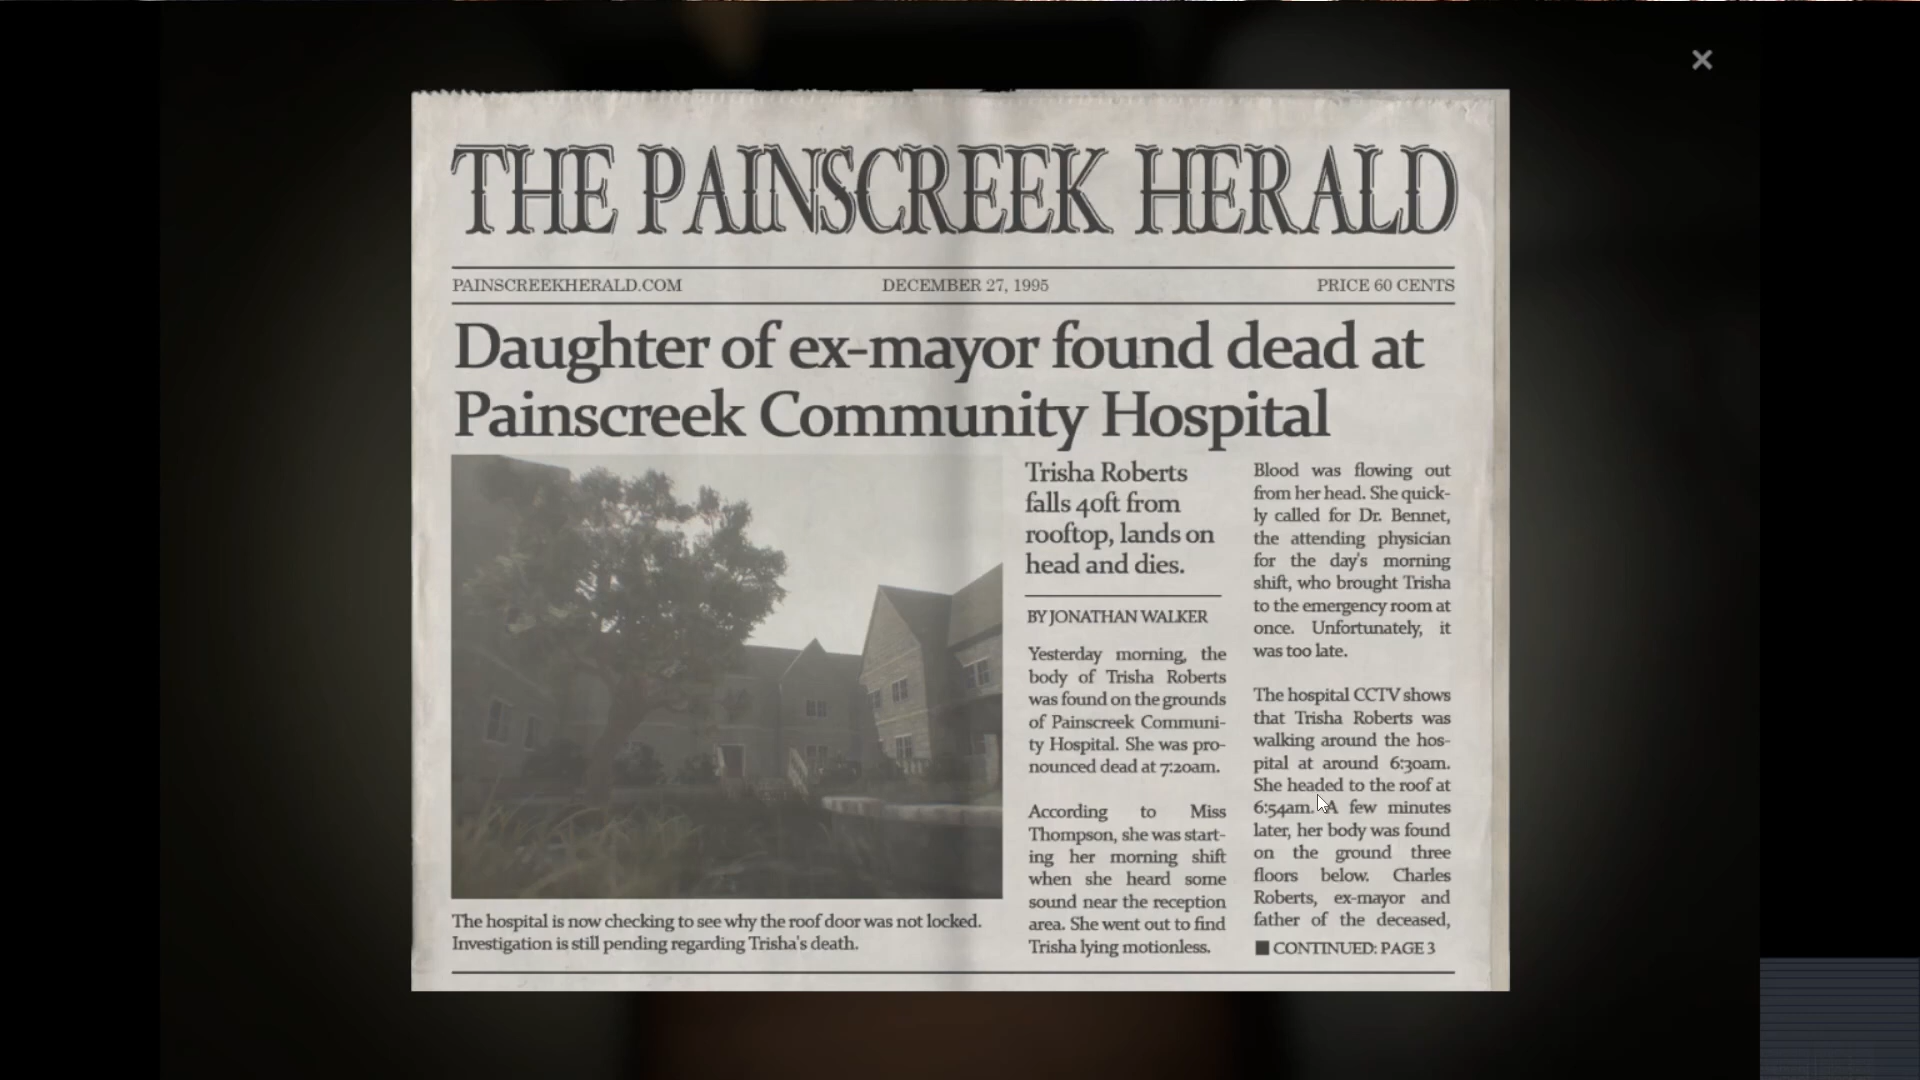 THE PAINSCREEK HERALD
PAINSCREEKHERALD.COM
DECEMBER 27, 1995
PRICE 60 CENTS
Daughter of ex-mayor found dead at
Painscreek Community Hospital
The hospital is now checking to see why the roof door was not locked.
Investigation is still pending regarding Trisha's death.
Trisha Roberts
falls 40ft from
rooftop, lands on
head and dies.
BY JONATHAN WALKER
Yesterday morning, the
body of Trisha Roberts
was found on the grounds
of Painscreek Communi-
ty Hospital. She was pro-
nounced dead at 7:20am.
According to Miss
Thompson, she was start-
ing her morning shift
when she heard some
sound near the reception
area. She went out to find
Trisha lying motionless.
Blood was flowing out
from her head. She quick-
ly called for Dr. Bennet,
the attending physician
for the day's morning
shift, who brought Trisha
to the emergency room at
once. Unfortunately, it
was too late.
The hospital CCTV shows
that Trisha Roberts was
walking around the hos-
pital at around 6:30am.
She headed to the roof at
6:54am. A few minutes
later, her body was found
on the ground three
floors below. Charles
Roberts, ex-mayor and
father of the deceased,
CONTINUED: PAGE 3